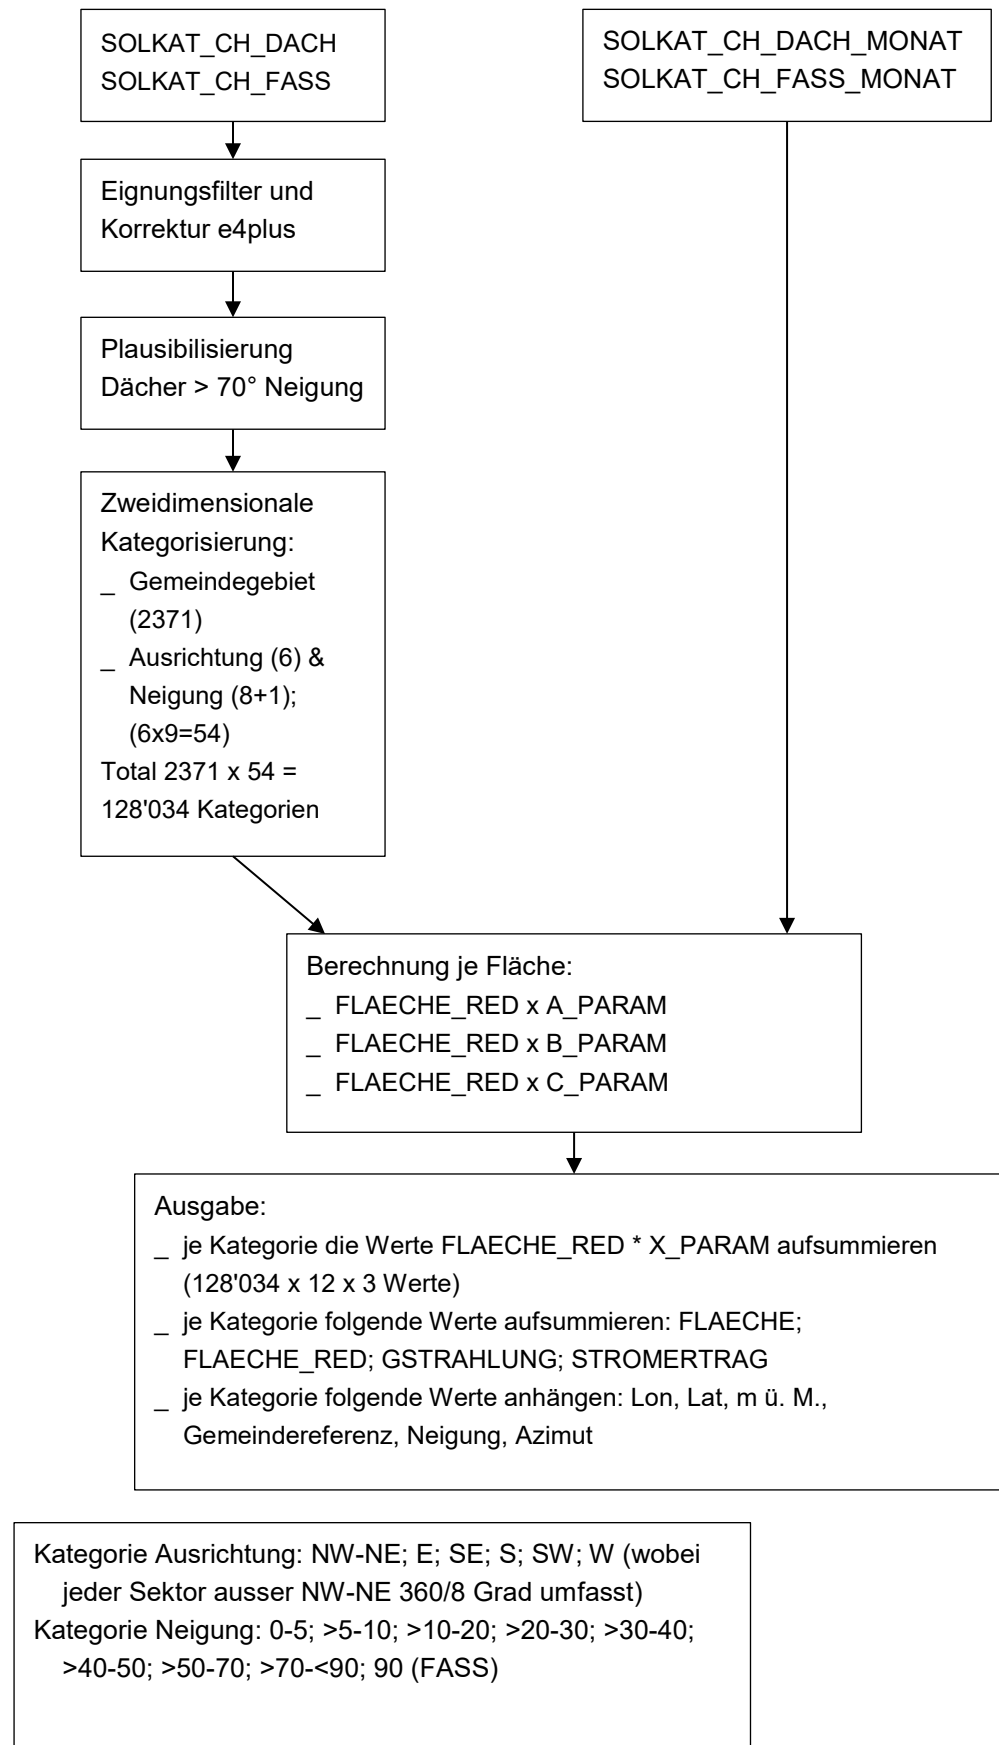 SOLKAT_CH_DACH
SOLKAT_CH_FASS
SOLKAT_CH_DACH_MONAT
SOLKAT_CH_FASS_MONAT
Eignungsfilter und
Korrektur e4plus
Plausibilisierung
Dächer > 70° Neigung
Zweidimensionale
Kategorisierung:
_ Gemeindegebiet
(2371)
_ Ausrichtung (6) &
Neigung (8+1);
(6x9=54)
Total 2371 x 54 =
128'034 Kategorien
Berechnung je Fläche:
_ FLAECHE_RED x A_PARAM
_ FLAECHE_RED x B_PARAM
_ FLAECHE_RED x C_PARAM
Ausgabe:
_ je Kategorie die Werte FLAECHE_RED * X_PARAM aufsummieren
(128'034 x 12 x 3 Werte)
_ je Kategorie folgende Werte aufsummieren: FLAECHE;
FLAECHE_RED; GSTRAHLUNG; STROMERTRAG
_ je Kategorie folgende Werte anhängen: Lon, Lat, m ü. M.,
Gemeindereferenz, Neigung, Azimut
Kategorie Ausrichtung: NW-NE; E; SE; S; SW; W (wobei
jeder Sektor ausser NW-NE 360/8 Grad umfasst)
Kategorie Neigung: 0-5; >5-10; >10-20; >20-30; >30-40;
>40-50; >50-70; >70-<90; 90 (FASS)